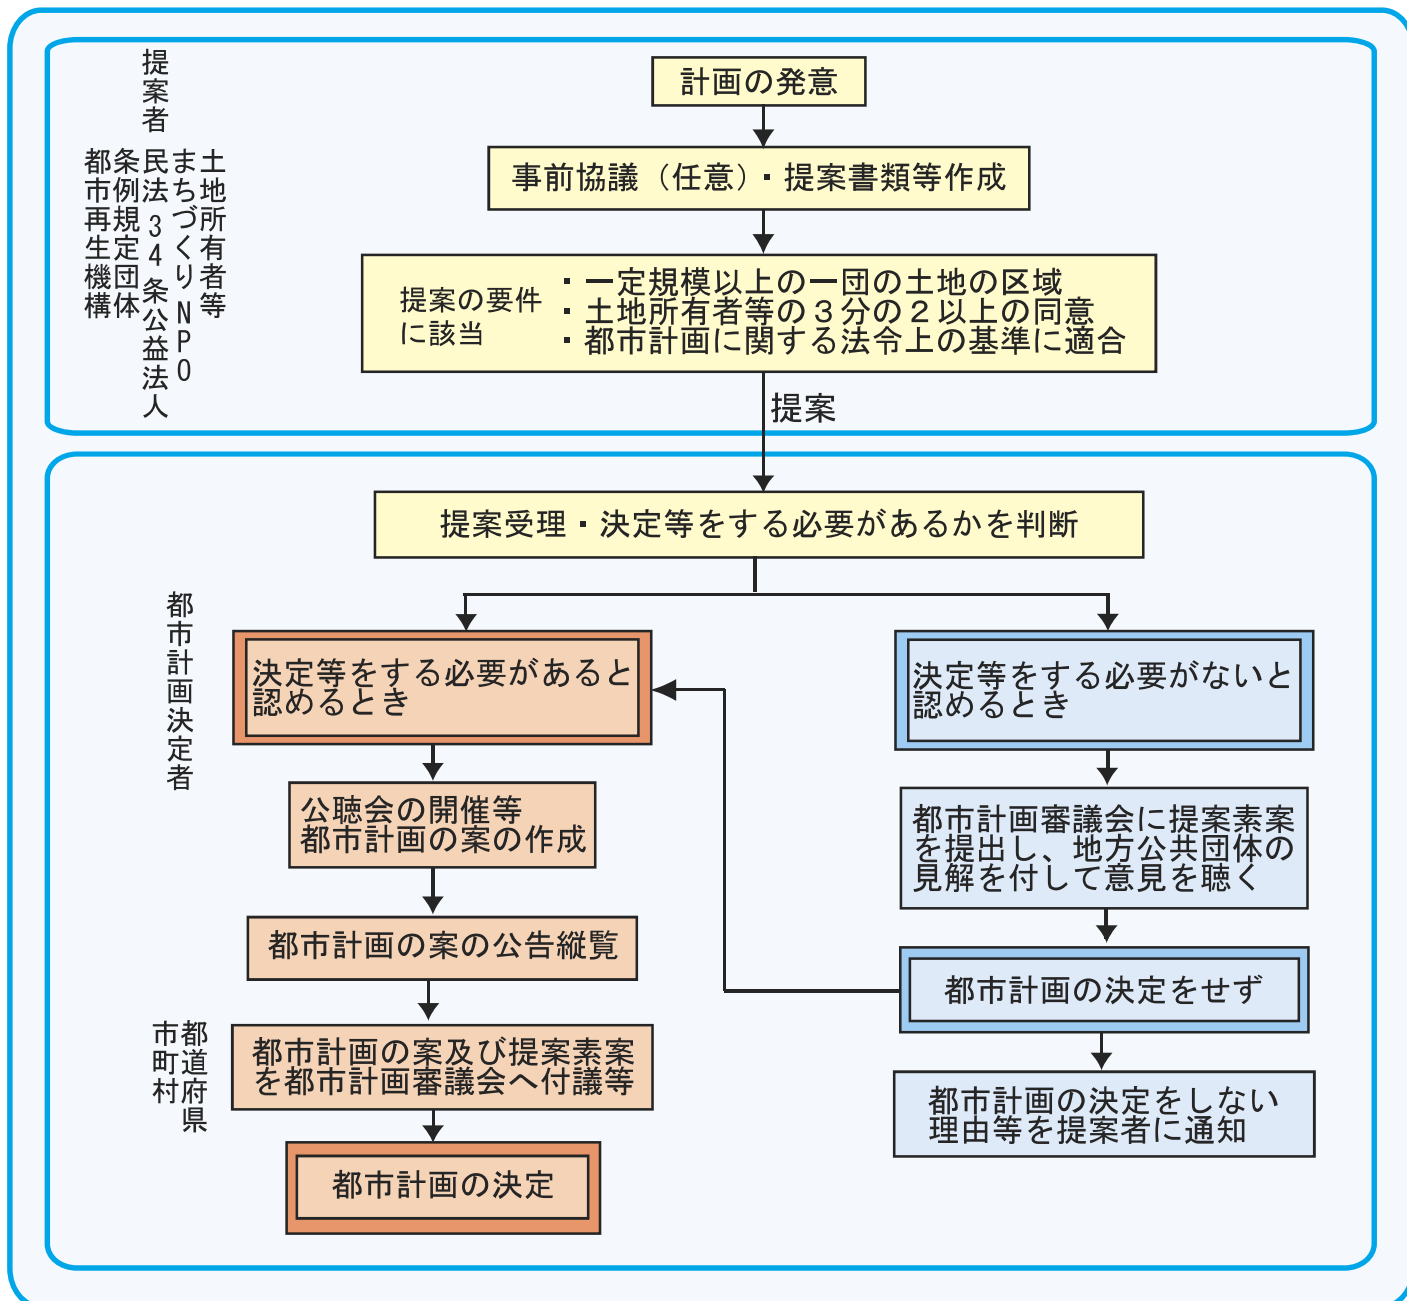 提案者
土地所有者等
まちづくりNPO
民法34条公益法人
条例規定団体
都市再生機構
計画の発意
事前協議（任意）・提案書類等作成
提案の要件
に該当
・一定規模以上の一団の土地の区域
・土地所有者等の３分の２以上の同意
・都市計画に関する法令上の基準に適合
提案
都市計画決定者
都道府県
市町村
提案受理・決定等をする必要があるかを判断
決定等をする必要があると
認めるとき
公聴会の開催等
都市計画の案の作成
都市計画の案の公告縦覧
都市計画の案及び提案素案
を都市計画審議会へ付議等
都市計画の決定
決定等をする必要がないと
認めるとき
都市計画審議会に提案素案
を提出し、地方公共団体の
見解を付して意見を聴く
都市計画の決定をせず
都市計画の決定をしない
理由等を提案者に通知